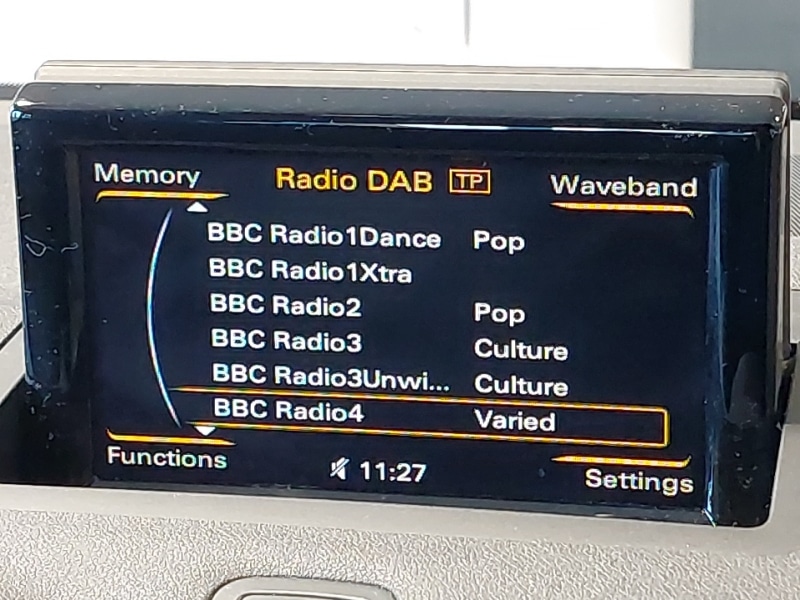 Memory Radio DAB TP Waveband
BBC Radio1Dance Pop
BBC Radio1Xtra
BBC Radio2 Pop
BBC Radio3 Culture
BBC Radio3Unwi... Culture
BBC Radio4 Varied
Functions 11:27 Settings